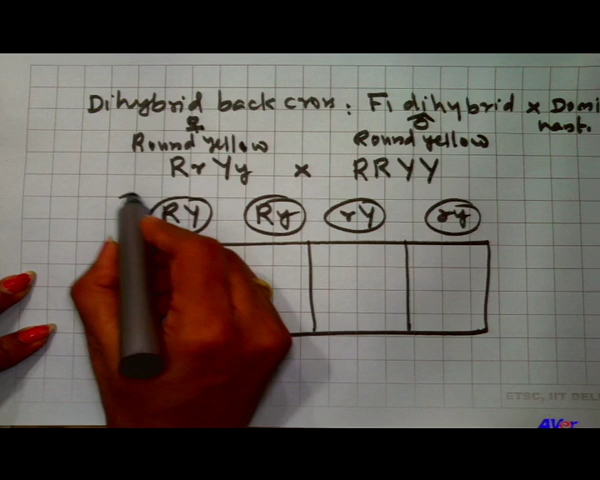 Dihybrid back cross : F1 dihybrid x Domi
nant.
♀ ♂
Round yellow Round yellow
RrYy x RRYY
RY Ry rY ry
ETSC, IIT DEL
AVer